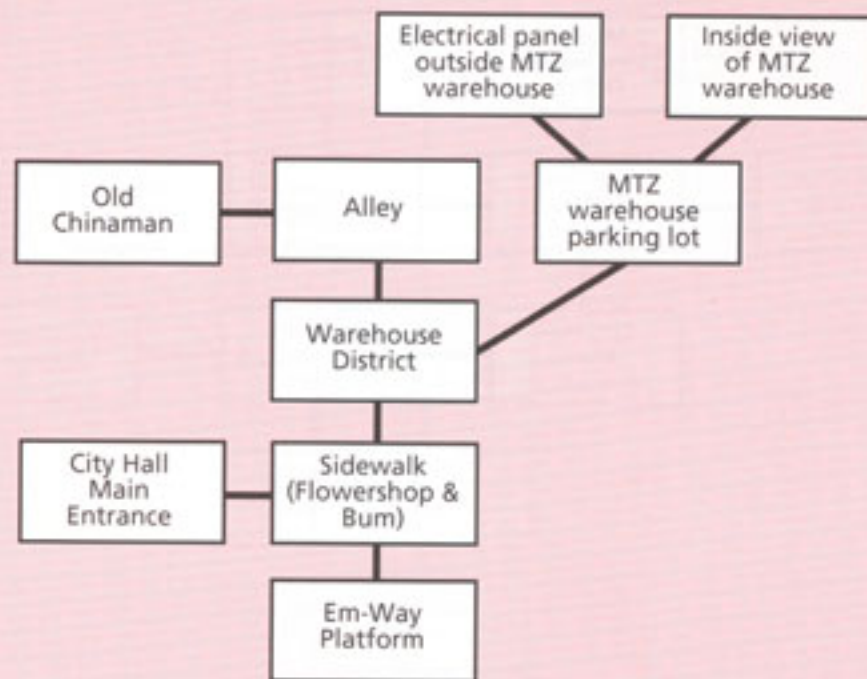 Electrical panel
outside MTZ
warehouse
Inside view
of MTZ
warehouse
Old
Chinaman
Alley
MTZ
warehouse
parking lot
Warehouse
District
City Hall
Main
Entrance
Sidewalk
(Flowershop &
Bum)
Em-Way
Platform